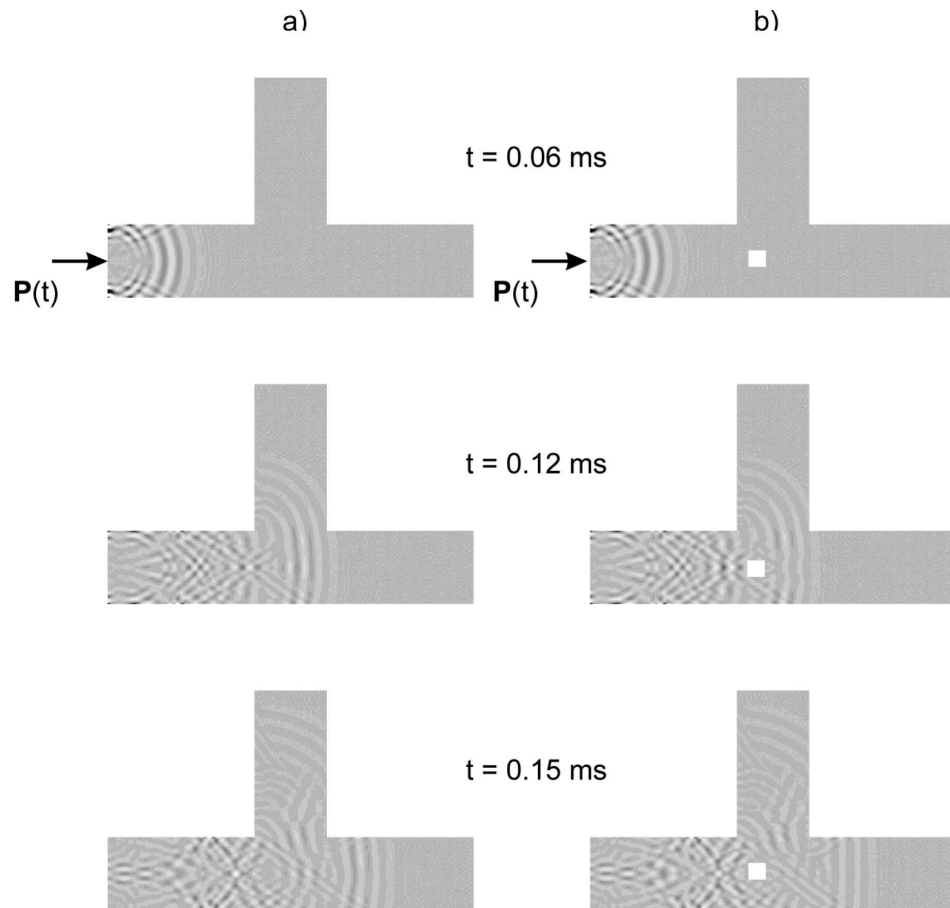 a) b)
t = 0.06 ms
P(t) P(t)
t = 0.12 ms
t = 0.15 ms